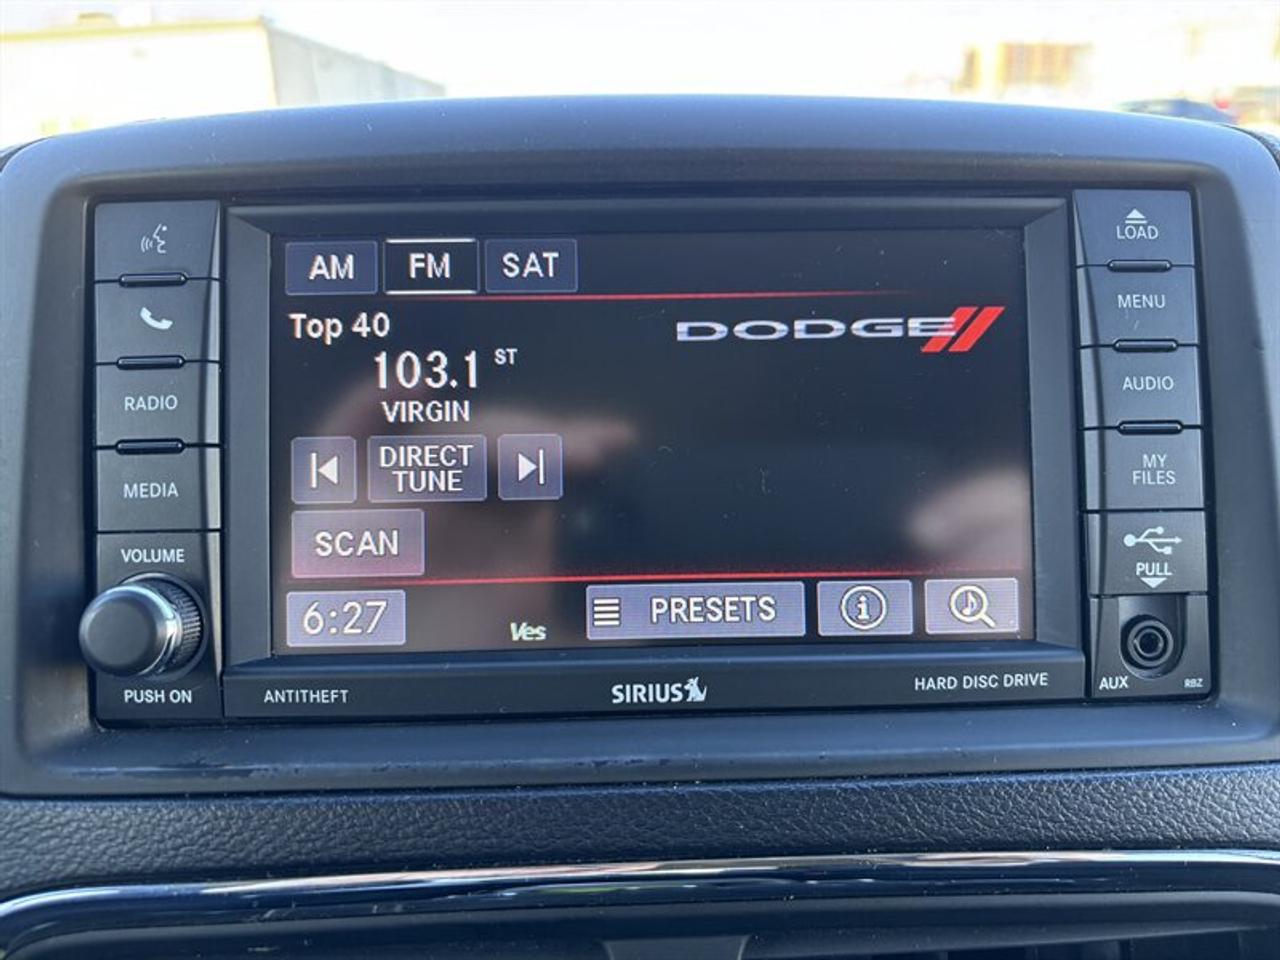 LOAD
MENU
AUDIO
MY
FILES
PULL
AUX
RBZ
RADIO
MEDIA
VOLUME
PUSH ON
AM FM SAT
Top 40
DODGE
103.1 ST
VIRGIN
DIRECT
TUNE
SCAN
6:27
Ves
PRESETS
ANTITHEFT
SIRIUS
HARD DISC DRIVE